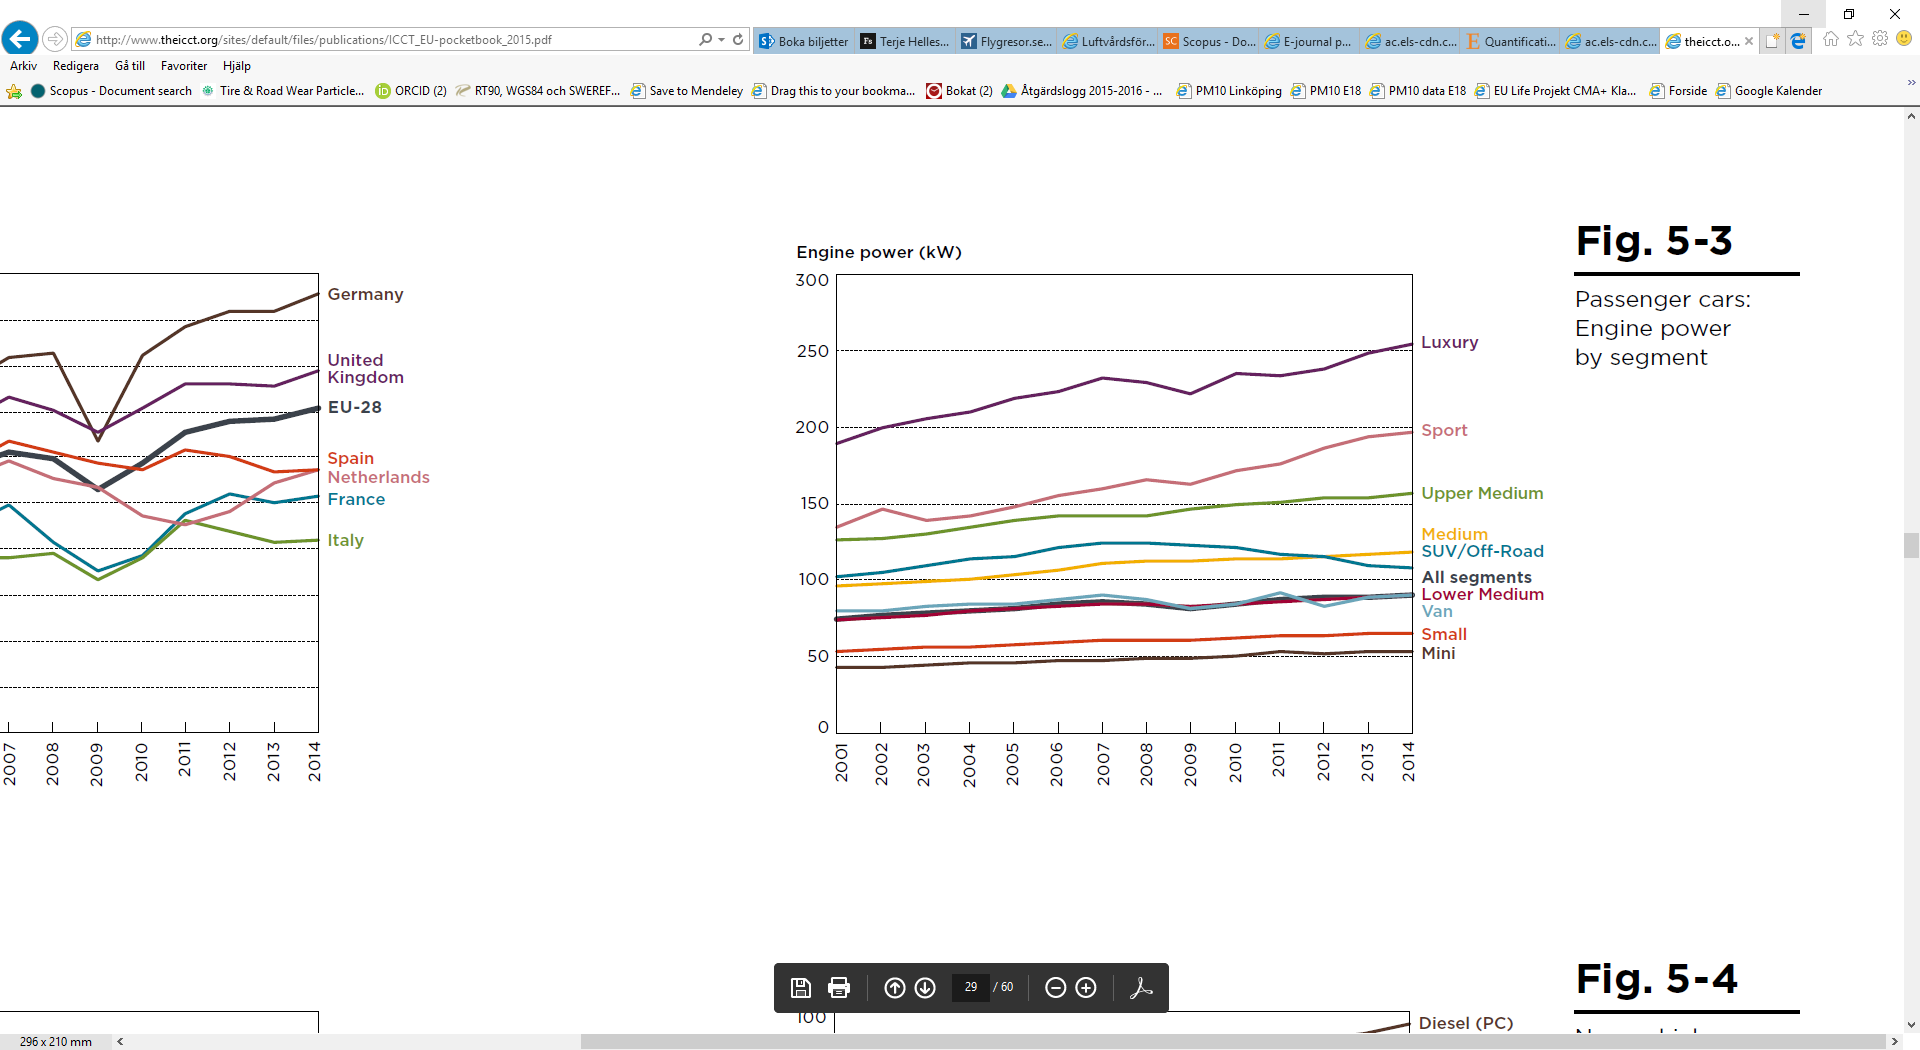 http://www.theicct.org/sites/default/files/publications/ICCT_EU-pocketbook_2015.pdf
Boka biljetter
Terje Helles...
Flygresor.se...
Luftvårdsför...
Scopus - Do...
E-journal p...
ac.els-cdn.c...
Quantificati...
ac.els-cdn.c...
theicct.o...
Arkiv Redigera Gå till Favoriter Hjälp
Scopus - Document search
Tire & Road Wear Particle...
ORCID (2)
RT90, WGS84 och SWEREF...
Save to Mendeley
Drag this to your bookma...
Bokat (2)
Åtgärdslogg 2015-2016 - ...
PM10 Linköping
PM10 E18
PM10 data E18
EU Life Projekt CMA+ Kla...
Forside
Google Kalender
Germany
United
Kingdom
EU-28
Spain
Netherlands
France
Italy
2007 2008 2009 2010 2011 2012 2013 2014
Engine power (kW)
300
250
200
150
100
50
0
Luxury
Sport
Upper Medium
Medium
SUV/Off-Road
All segments
Lower Medium
Van
Small
Mini
2001 2002 2003 2004 2005 2006 2007 2008 2009 2010 2011 2012 2013 2014
Fig. 5-3
Passenger cars:
Engine power
by segment
29 / 60
Fig. 5-4
100
Diesel (PC)
296 x 210 mm